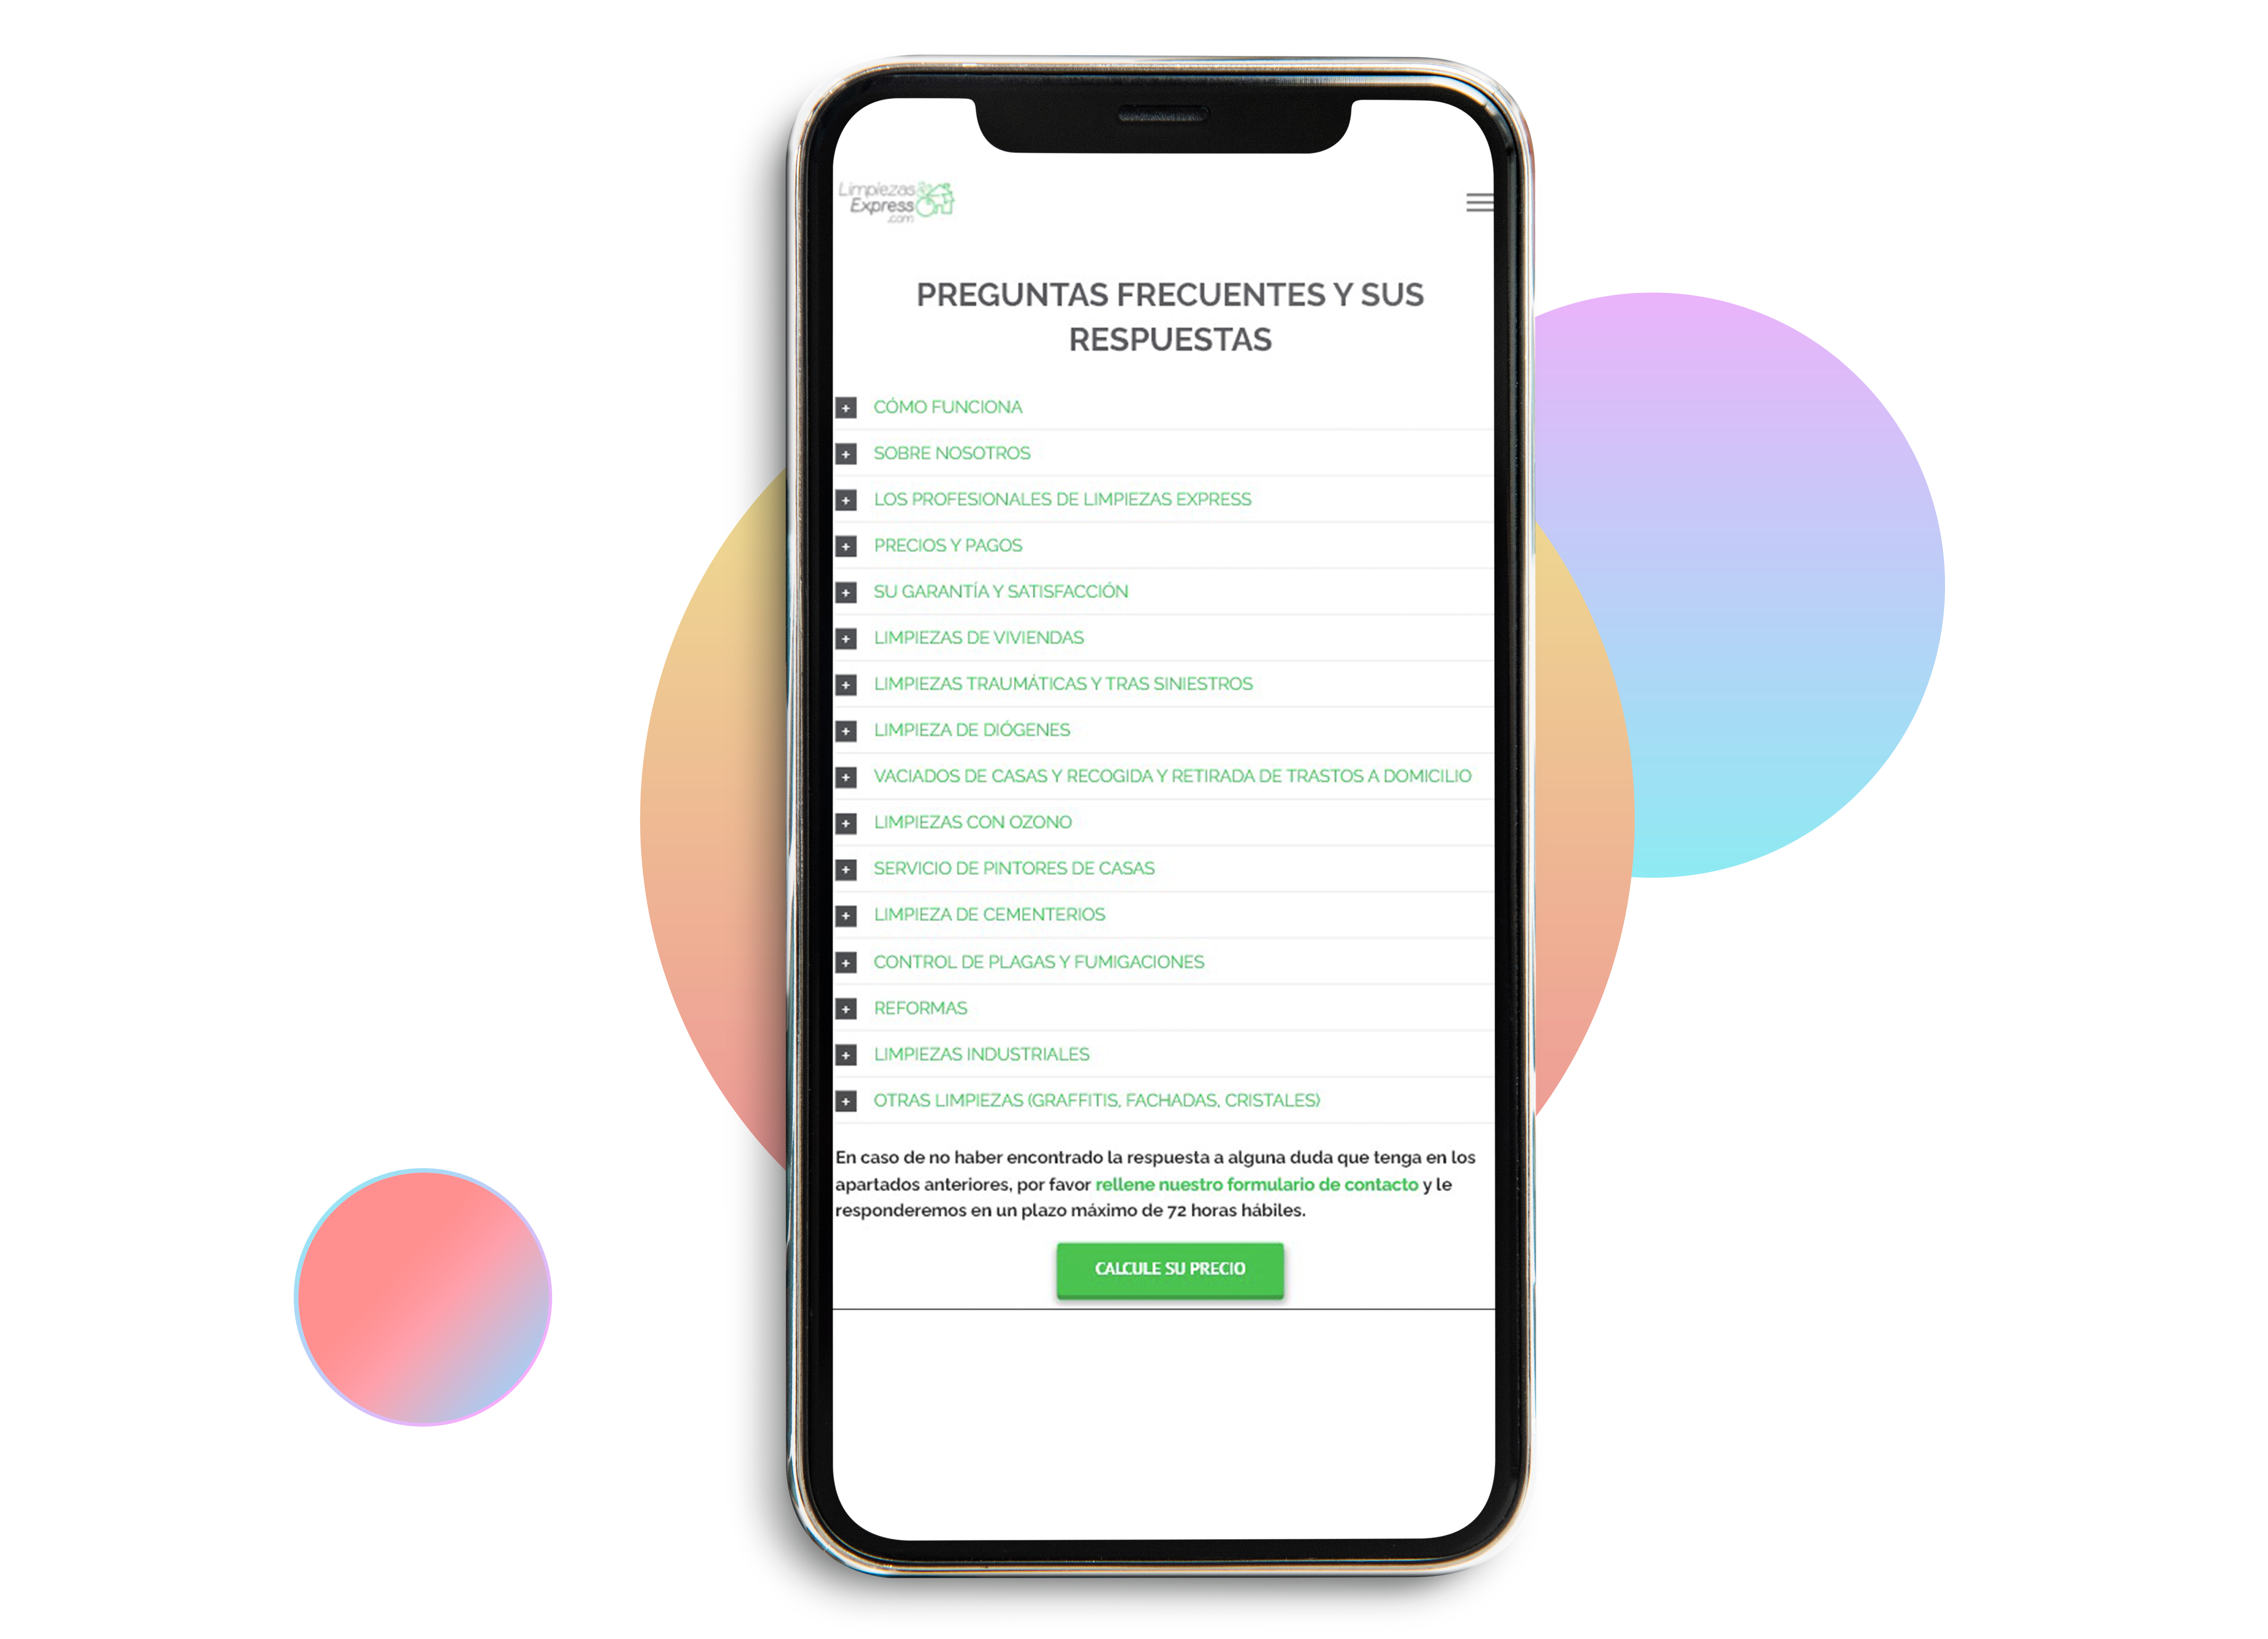 Limpiezas
Express
.com
PREGUNTAS FRECUENTES Y SUS
RESPUESTAS
+ CÓMO FUNCIONA
+ SOBRE NOSOTROS
+ LOS PROFESIONALES DE LIMPIEZAS EXPRESS
+ PRECIOS Y PAGOS
+ SU GARANTÍA Y SATISFACCIÓN
+ LIMPIEZAS DE VIVIENDAS
+ LIMPIEZAS TRAUMÁTICAS Y TRAS SINIESTROS
+ LIMPIEZA DE DIÓGENES
+ VACIADOS DE CASAS Y RECOGIDA Y RETIRADA DE TRASTOS A DOMICILIO
+ LIMPIEZAS CON OZONO
+ SERVICIO DE PINTORES DE CASAS
+ LIMPIEZA DE CEMENTERIOS
+ CONTROL DE PLAGAS Y FUMIGACIONES
+ REFORMAS
+ LIMPIEZAS INDUSTRIALES
+ OTRAS LIMPIEZAS (GRAFFITIS, FACHADAS, CRISTALES)
En caso de no haber encontrado la respuesta a alguna duda que tenga en los
apartados anteriores, por favor rellene nuestro formulario de contacto y le
responderemos en un plazo máximo de 72 horas hábiles.
CALCULE SU PRECIO